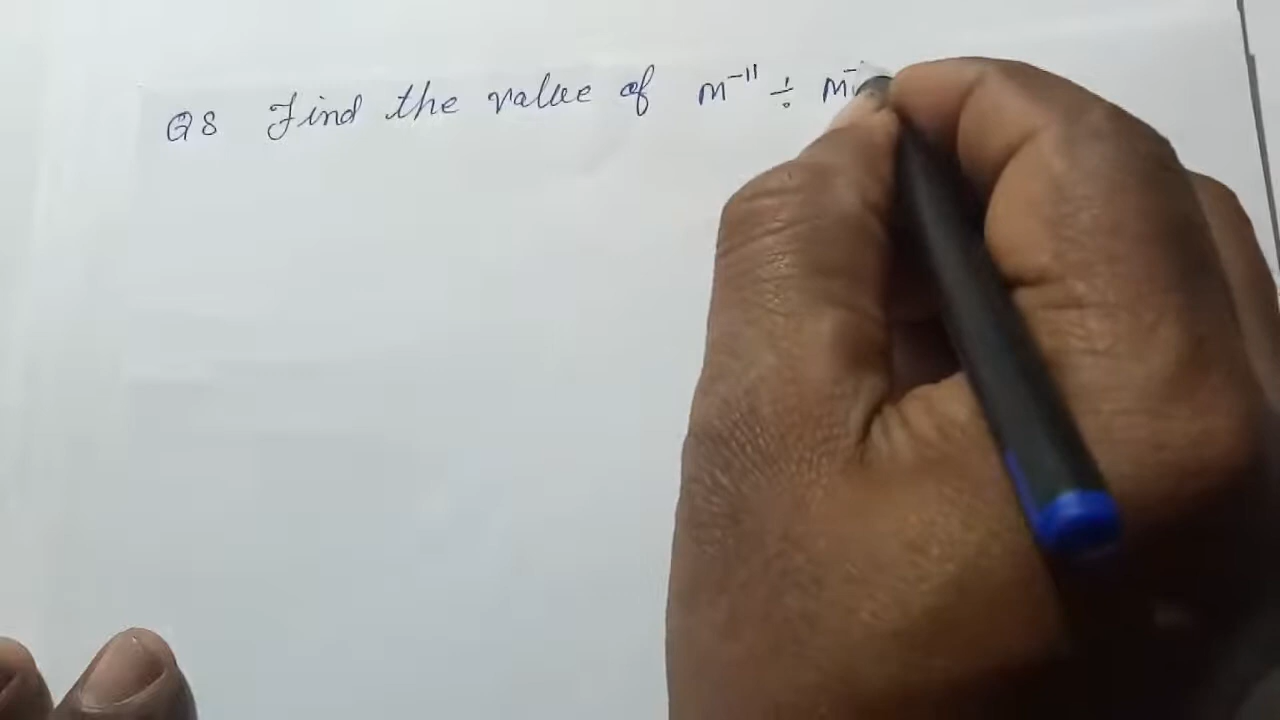 Q8 Find the value of m⁻¹¹ ÷ m⁻